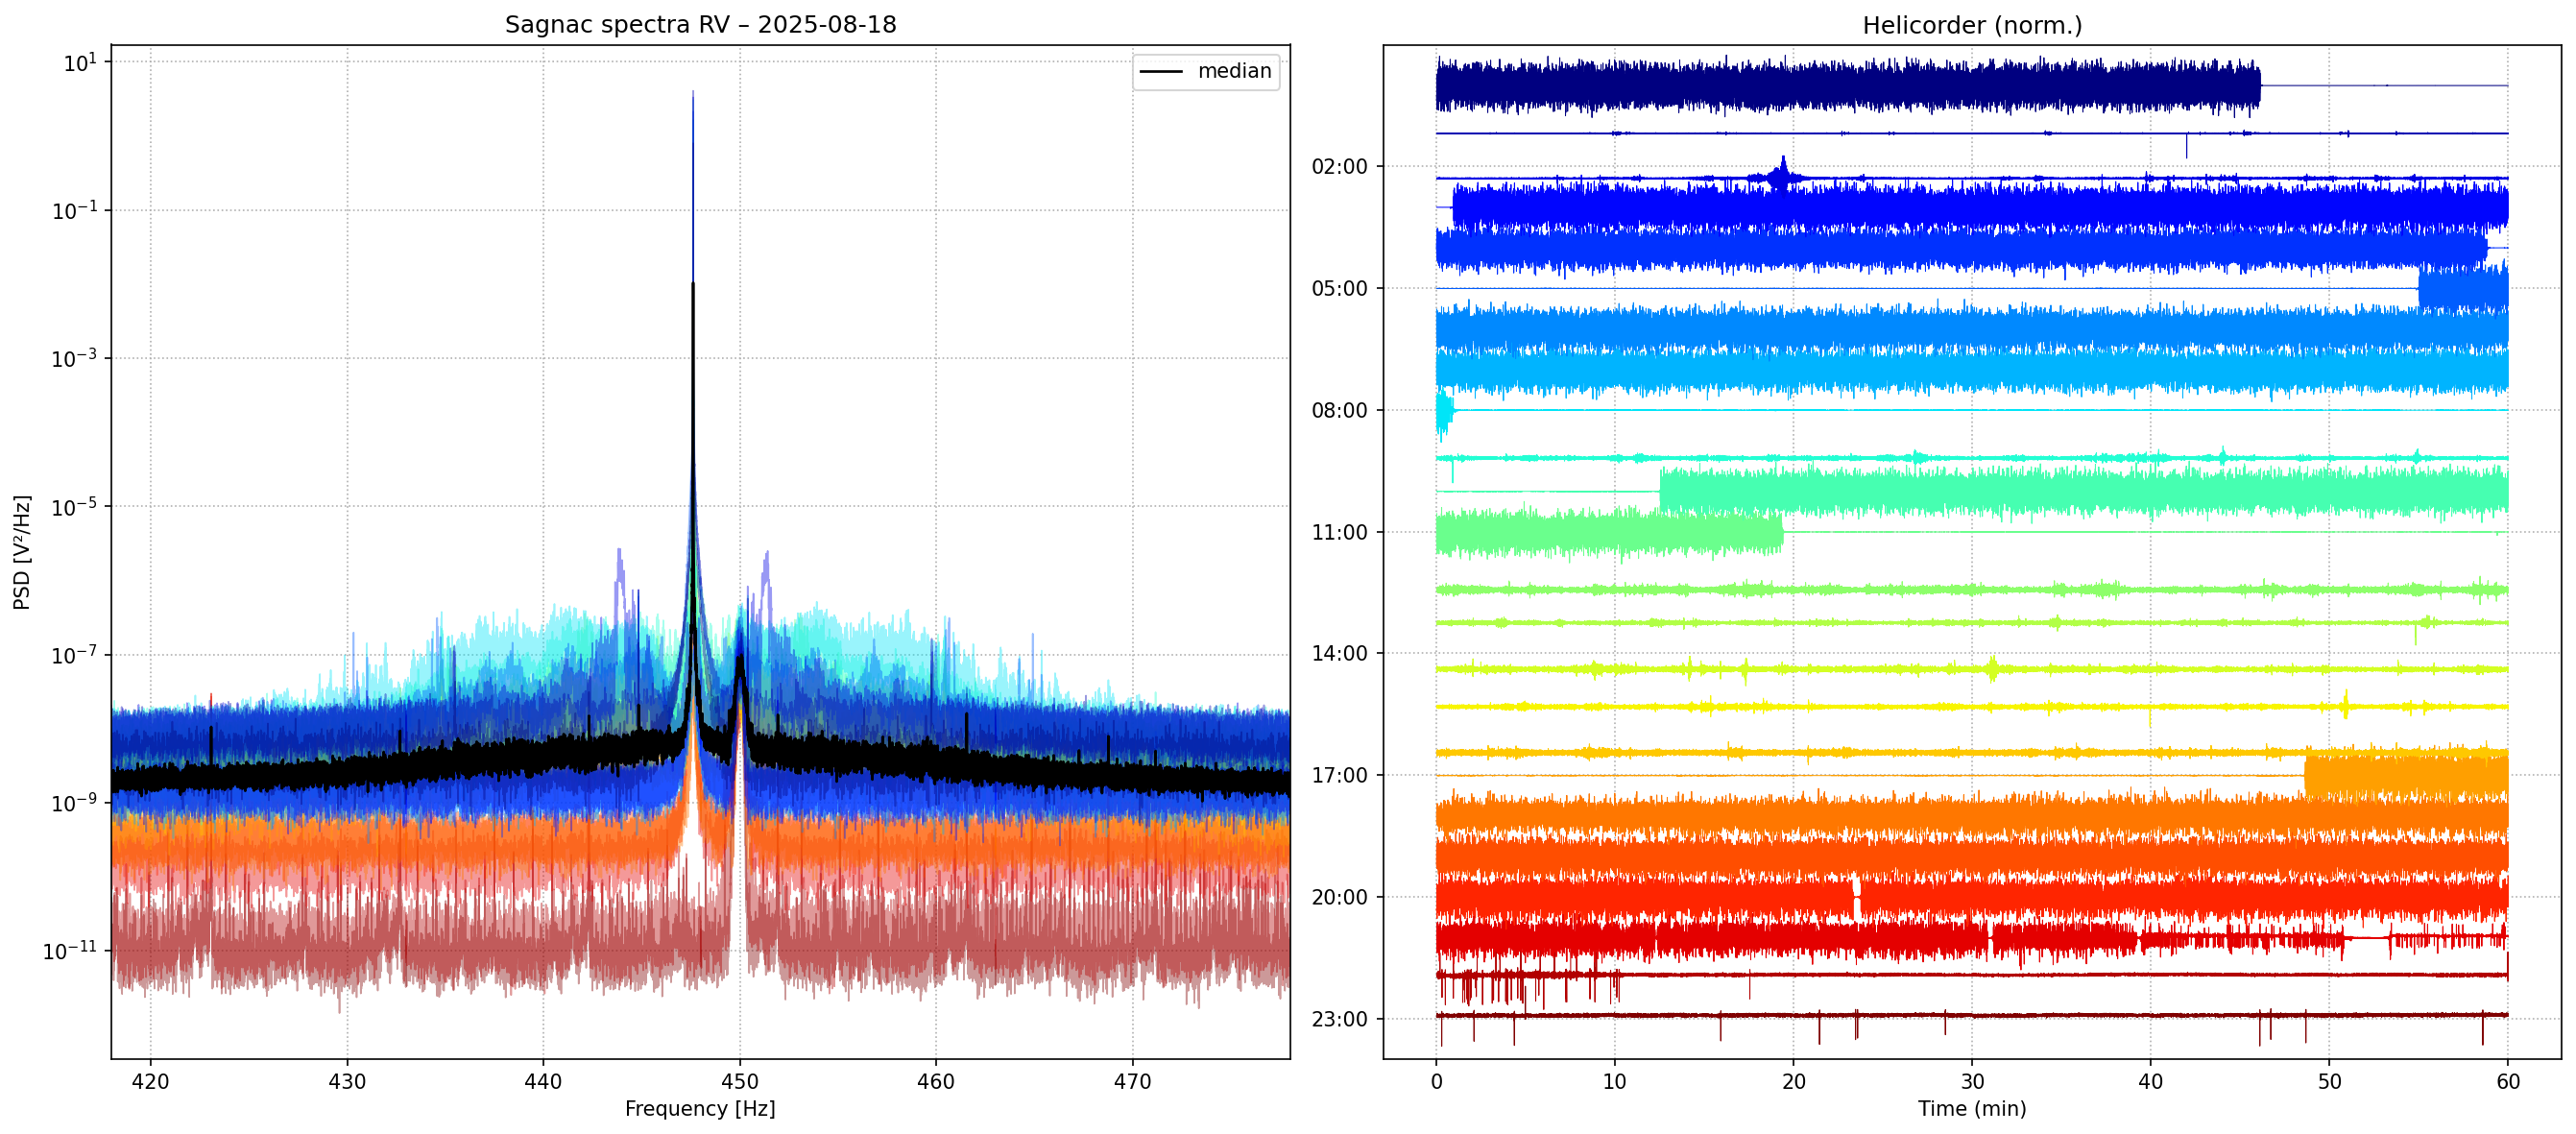 Sagnac spectra RV – 2025-08-18
median
10¹
10⁻¹
10⁻³
10⁻⁵
10⁻⁷
10⁻⁹
10⁻¹¹
PSD [V²/Hz]
420 430 440 450 460 470
Frequency [Hz]
Helicorder (norm.)
02:00
05:00
08:00
11:00
14:00
17:00
20:00
23:00
0 10 20 30 40 50 60
Time (min)